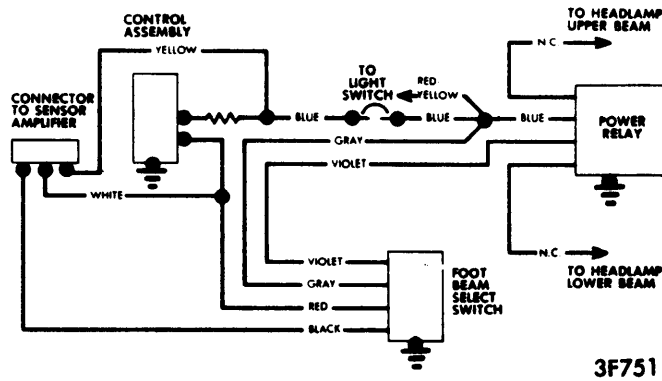 CONTROL
ASSEMBLY
YELLOW
CONNECTOR
TO SENSOR
AMPLIFIER
TO
LIGHT
SWITCH
RED
YELLOW
TO HEADLAMP
UPPER BEAM
N.C
BLUE
BLUE
BLUE
POWER
RELAY
GRAY
VIOLET
WHITE
N.C
TO HEADLAMP
LOWER BEAM
VIOLET
GRAY
RED
BLACK
FOOT
BEAM
SELECT
SWITCH
3F751